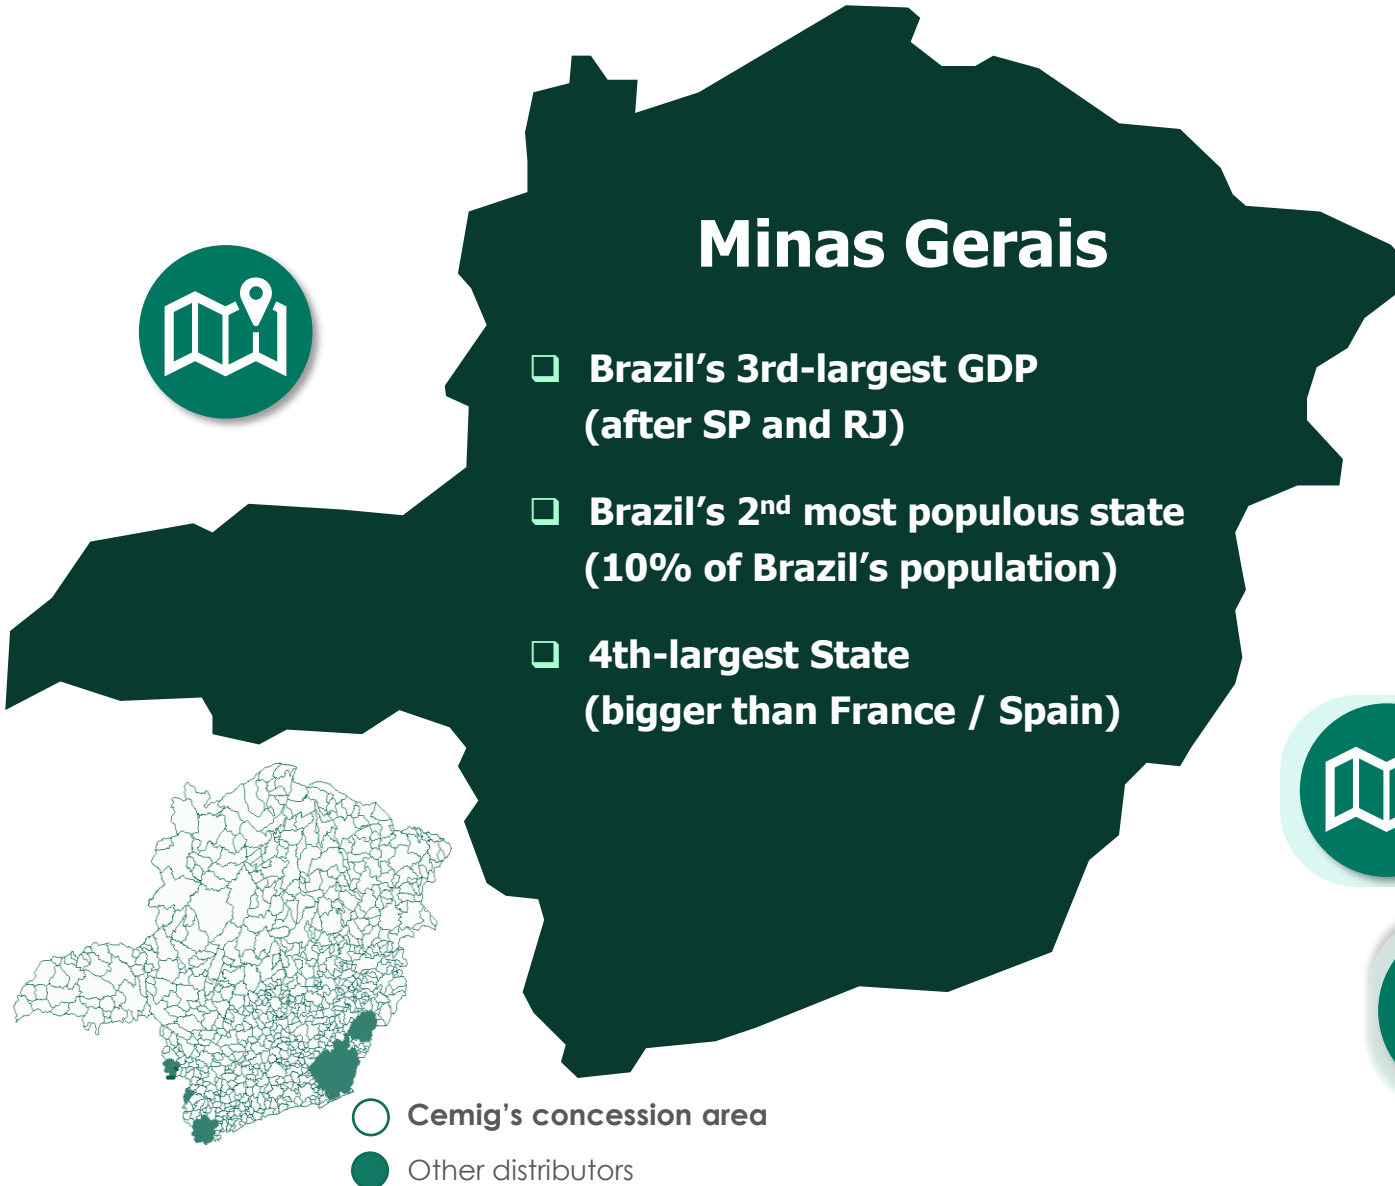 Minas Gerais
❑ Brazil’s 3rd-largest GDP
(after SP and RJ)
❑ Brazil’s 2nd most populous state
(10% of Brazil’s population)
❑ 4th-largest State
(bigger than France / Spain)
Cemig’s concession area
Other distributors